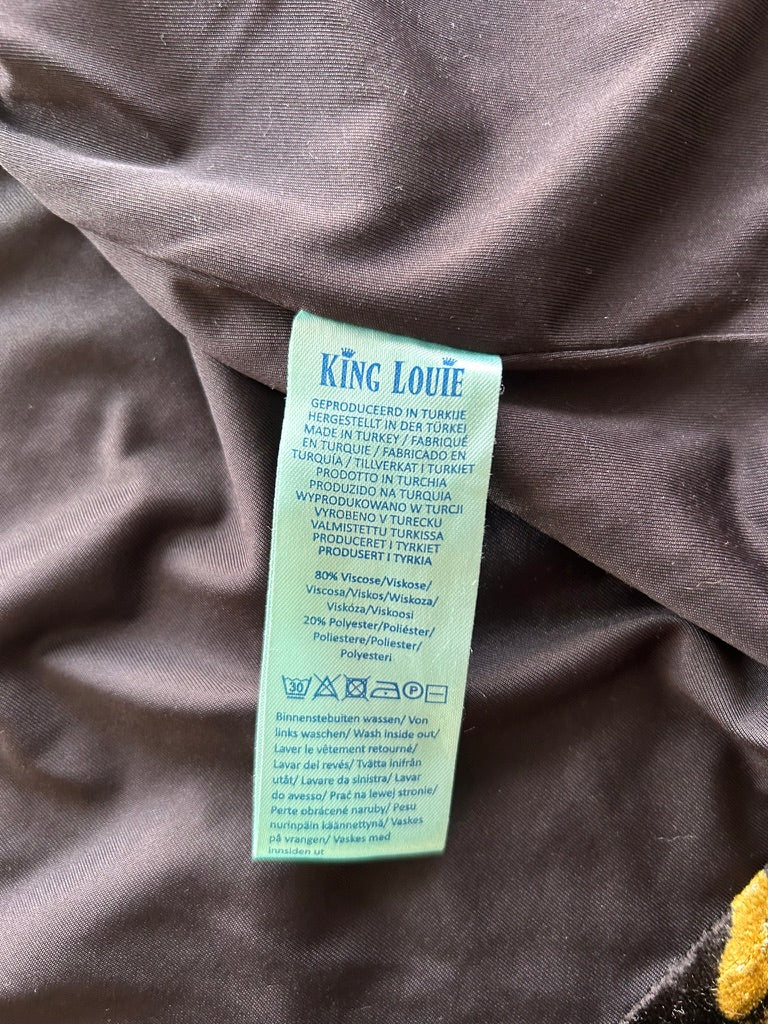 KING LOUIE
GEPRODUCEERD IN TURKIJE
HERGESTELLT IN DER TÜRKEI
MADE IN TURKEY / FABRIQUÉ
EN TURQUIE / FABRICADO EN
TURQUÍA / TILLVERKAT I TURKIET
PRODOTTO IN TURCHIA
PRODUZIDO NA TURQUIA
WYPRODUKOWANO W TURCJI
VYROBENO V TURECKU
VALMISTETTU TURKISSA
PRODUCERET I TYRKIET
PRODUSERT I TYRKIA
80% Viscose/Viskose/
Viscosa/Viskos/Wiskoza/
Viskóza/Viskoosi
20% Polyester/Poliéster/
Poliestere/Poliester/
Polyesteri
30 P
Binnenstebuiten wassen/ Von
links waschen/ Wash inside out/
Laver le vêtement retourné/
Lavar del revés/ Tvätta inifrån
utåt/ Lavare da sinistra/ Lavar
do avesso/ Prać na lewej stronie/
Perte obrácené naruby/ Pesu
nurinpäin käännettynä/ Vaskes
på vrangen/ Vaskes med
innsiden ut